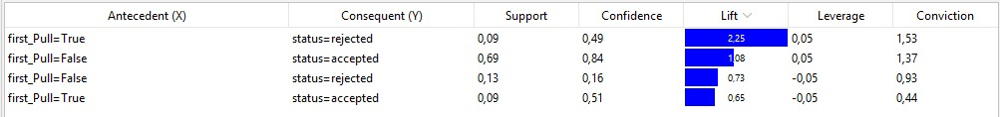 Antecedent (X) Consequent (Y) Support Confidence Lift Leverage Conviction
first_Pull=True status=rejected 0,09 0,49 2,25 0,05 1,53
first_Pull=False status=accepted 0,69 0,84 1,08 0,05 1,37
first_Pull=False status=rejected 0,13 0,16 0,73 -0,05 0,93
first_Pull=True status=accepted 0,09 0,51 0,65 -0,05 0,44